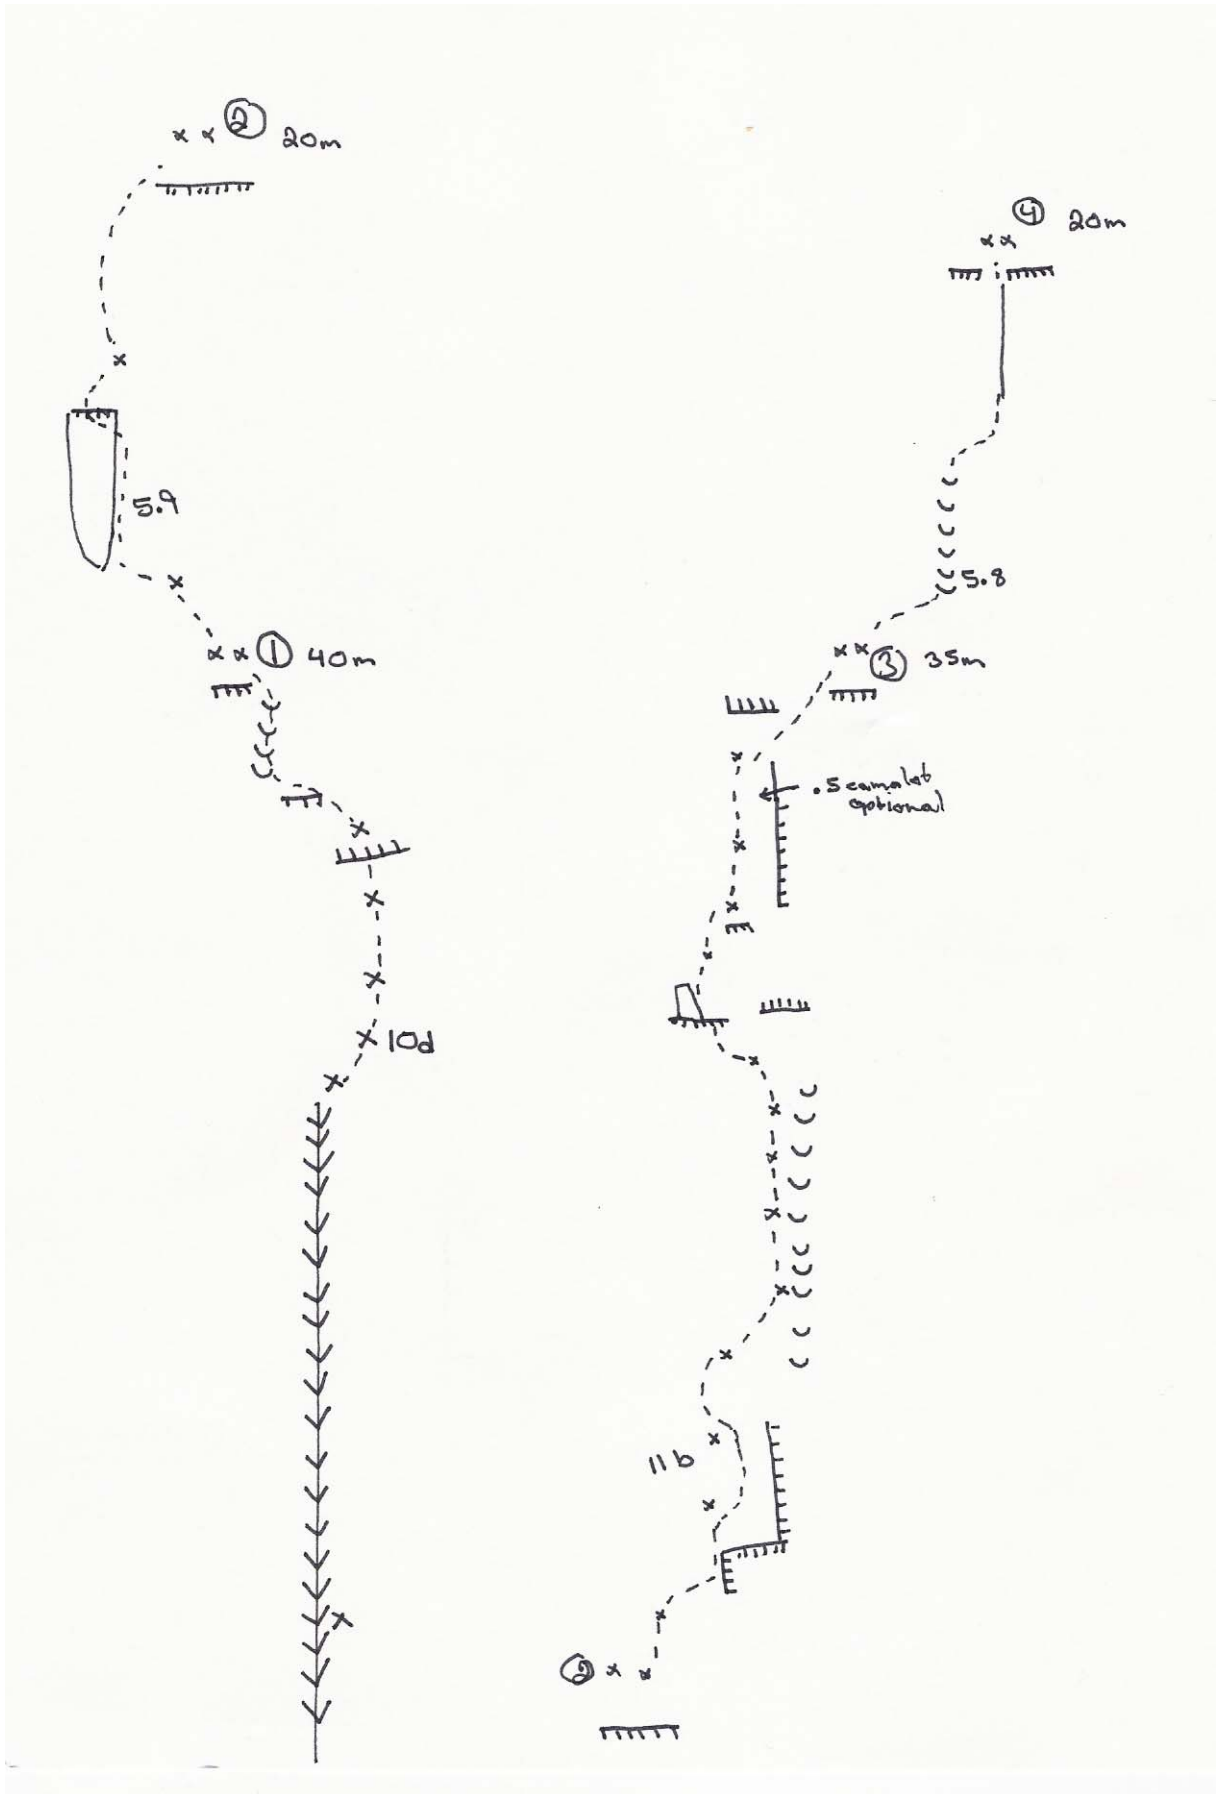 ② 20m
5.9
① 40m
10d
④ 20m
5.8
③ 35m
.5 camalot
optional
11b
②